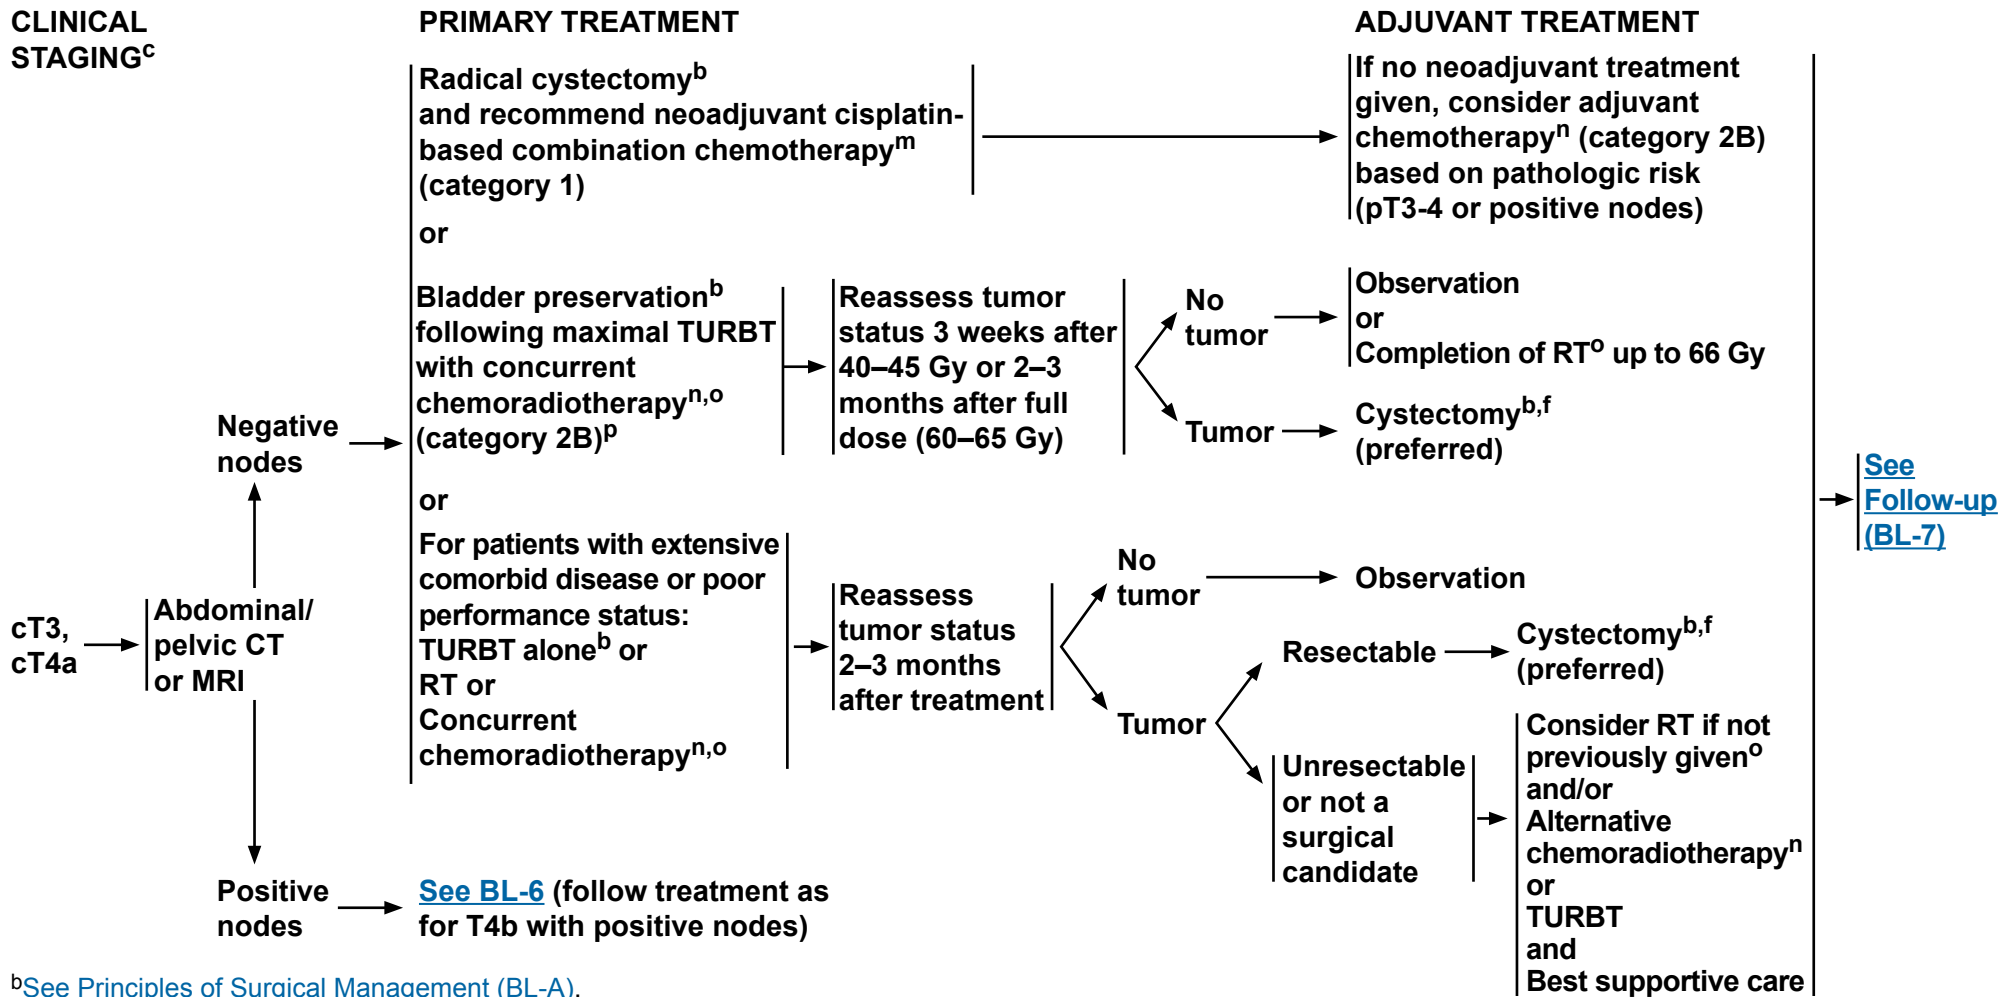 CLINICAL
STAGINGᶜ
PRIMARY TREATMENT
ADJUVANT TREATMENT
Radical cystectomyᵇ
and recommend neoadjuvant cisplatin-
based combination chemotherapyᵐ
(category 1)
If no neoadjuvant treatment
given, consider adjuvant
chemotherapyⁿ (category 2B)
based on pathologic risk
(pT3-4 or positive nodes)
or
Bladder preservationᵇ
following maximal TURBT
with concurrent
chemoradiotherapyⁿ,ᵒ
(category 2B)ᵖ
Reassess tumor
status 3 weeks after
40–45 Gy or 2–3
months after full
dose (60–65 Gy)
No
tumor
Observation
or
Completion of RTᵒ up to 66 Gy
Tumor
Cystectomyᵇ,ᶠ
(preferred)
Negative
nodes
or
For patients with extensive
comorbid disease or poor
performance status:
TURBT aloneᵇ or
RT or
Concurrent
chemoradiotherapyⁿ,ᵒ
Reassess
tumor status
2–3 months
after treatment
No
tumor
Observation
Tumor
Resectable
Cystectomyᵇ,ᶠ
(preferred)
Unresectable
or not a
surgical
candidate
Consider RT if not
previously givenᵒ
and/or
Alternative
chemoradiotherapyⁿ
or
TURBT
and
Best supportive care
See
Follow-up
(BL-7)
cT3,
cT4a
Abdominal/
pelvic CT
or MRI
Positive
nodes
See BL-6 (follow treatment as
for T4b with positive nodes)
ᵇSee Principles of Surgical Management (BL-A).